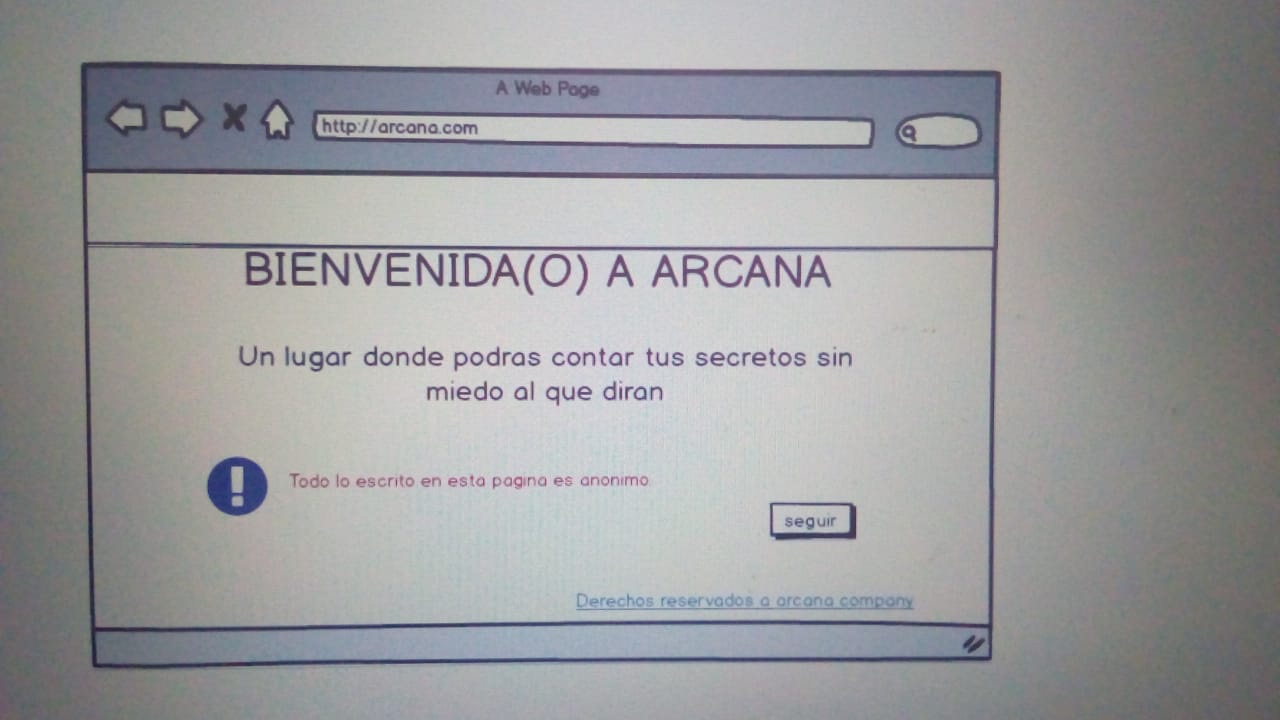 A Web Page
http://arcana.com
BIENVENIDA(O) A ARCANA
Un lugar donde podras contar tus secretos sin
miedo al que diran
Todo lo escrito en esta pagina es anonimo
seguir
Derechos reservados a arcana company